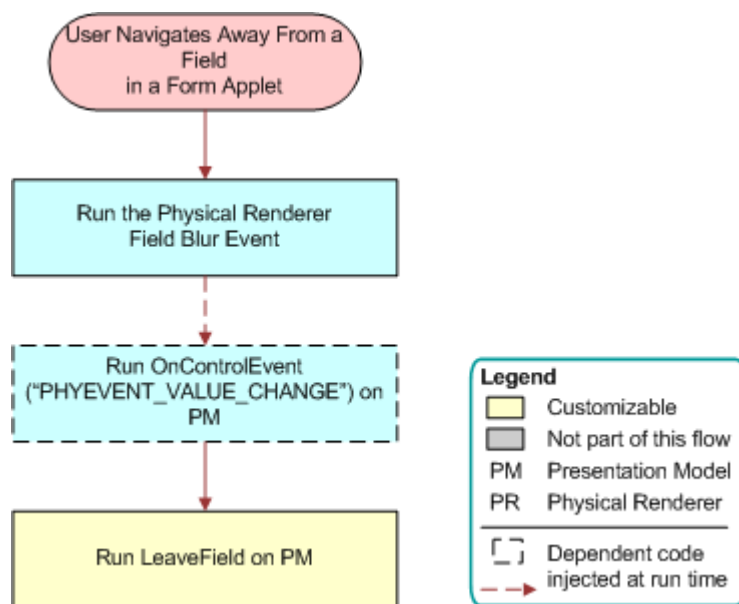 User Navigates Away From a
Field
in a Form Applet
Run the Physical Renderer
Field Blur Event
Run OnControlEvent
(“PHYEVENT_VALUE_CHANGE”) on
PM
Run LeaveField on PM
Legend
Customizable
Not part of this flow
PM Presentation Model
PR Physical Renderer
Dependent code
injected at run time